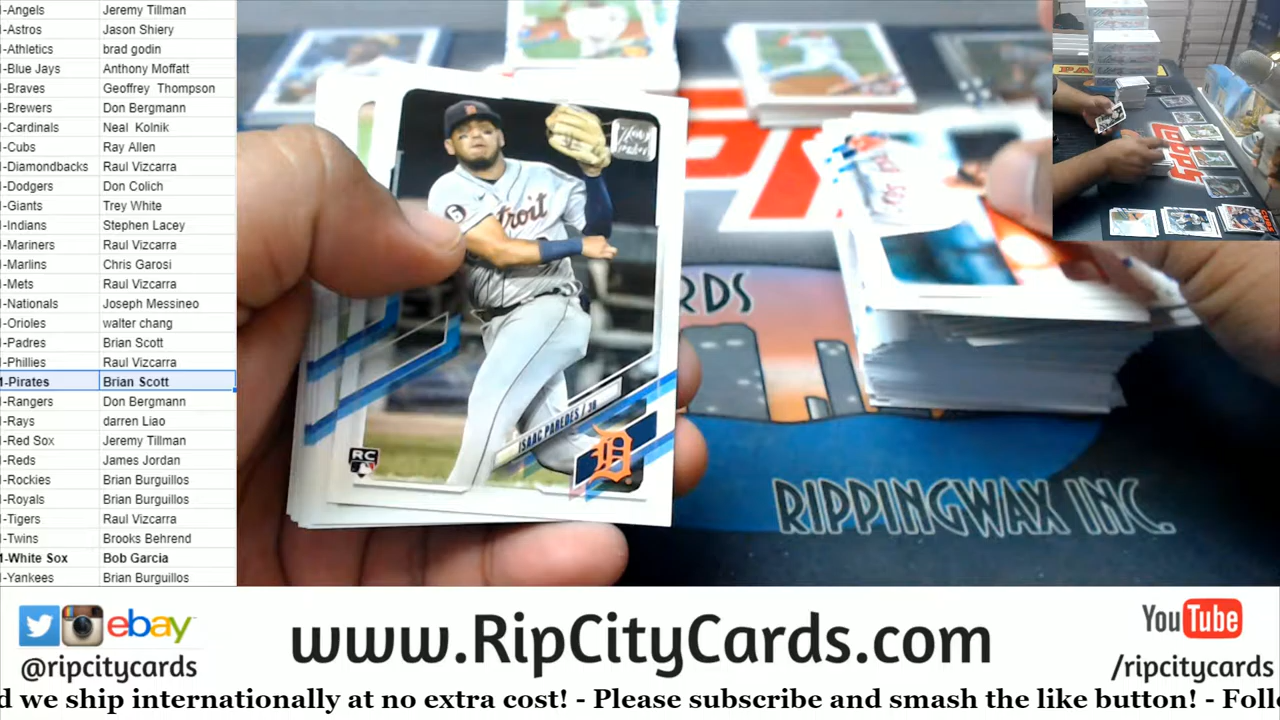 -Angels Jeremy Tillman
-Astros Jason Shiery
-Athletics brad godin
-Blue Jays Anthony Moffatt
-Braves Geoffrey Thompson
-Brewers Don Bergmann
-Cardinals Neal Kolnik
-Cubs Ray Allen
-Diamondbacks Raul Vizcarra
-Dodgers Don Colich
-Giants Trey White
-Indians Stephen Lacey
-Mariners Raul Vizcarra
-Marlins Chris Garosi
-Mets Raul Vizcarra
-Nationals Joseph Messineo
-Orioles walter chang
-Padres Brian Scott
-Phillies Raul Vizcarra
-Pirates Brian Scott
-Rangers Don Bergmann
-Rays darren Liao
-Red Sox Jeremy Tillman
-Reds James Jordan
-Rockies Brian Burguillos
-Royals Brian Burguillos
-Tigers Raul Vizcarra
-Twins Brooks Behrend
-White Sox Bob Garcia
-Yankees Brian Burguillos
Detroit
ISAAC PAREDES / 3B
RC
RDS
RIPPINGWAX INC.
ebay
@ripcitycards
www.RipCityCards.com
YouTube
/ripcitycards
d we ship internationally at no extra cost! - Please subscribe and smash the like button! - Foll